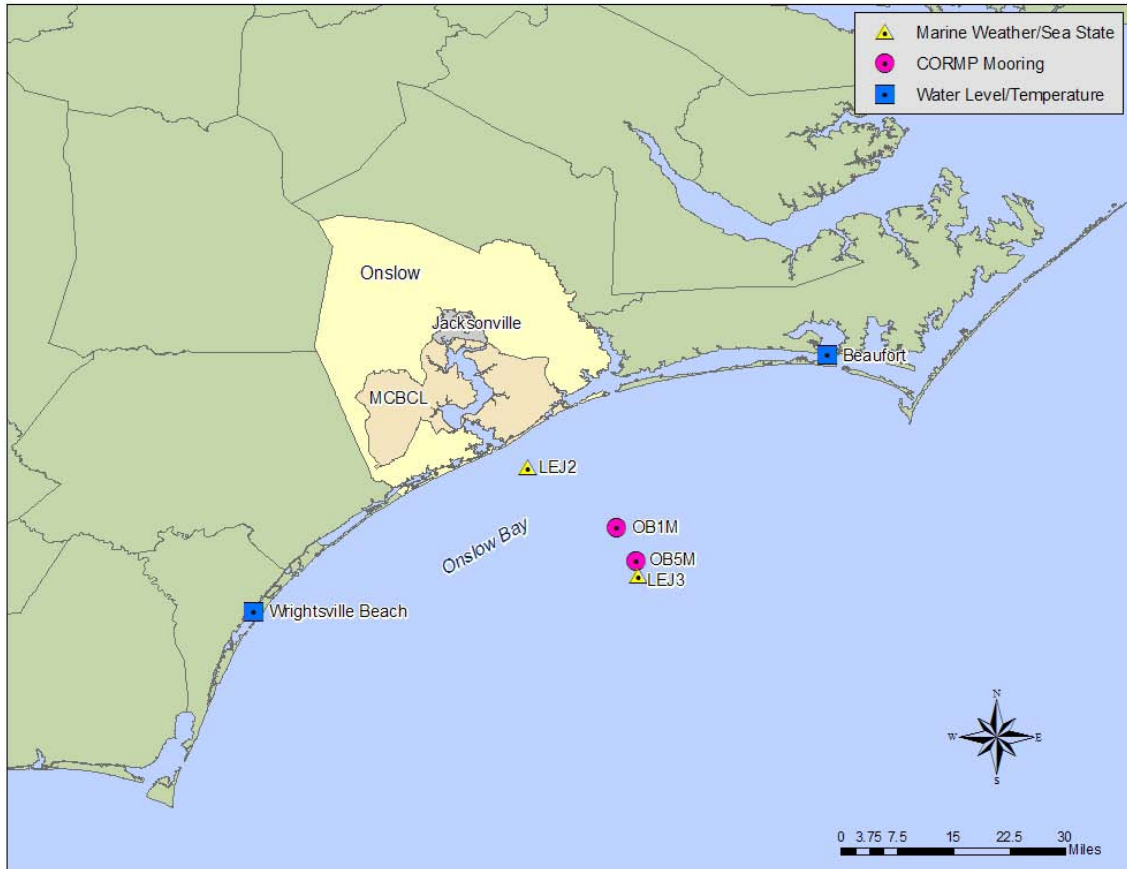 Marine Weather/Sea State
CORMP Mooring
Water Level/Temperature
Onslow
Jacksonville
Beaufort
MCBCL
LEJ2
OB1M
Onslow Bay
OB5M
LEJ3
Wrightsville Beach
N
W E
S
0 3.75 7.5 15 22.5 30
Miles